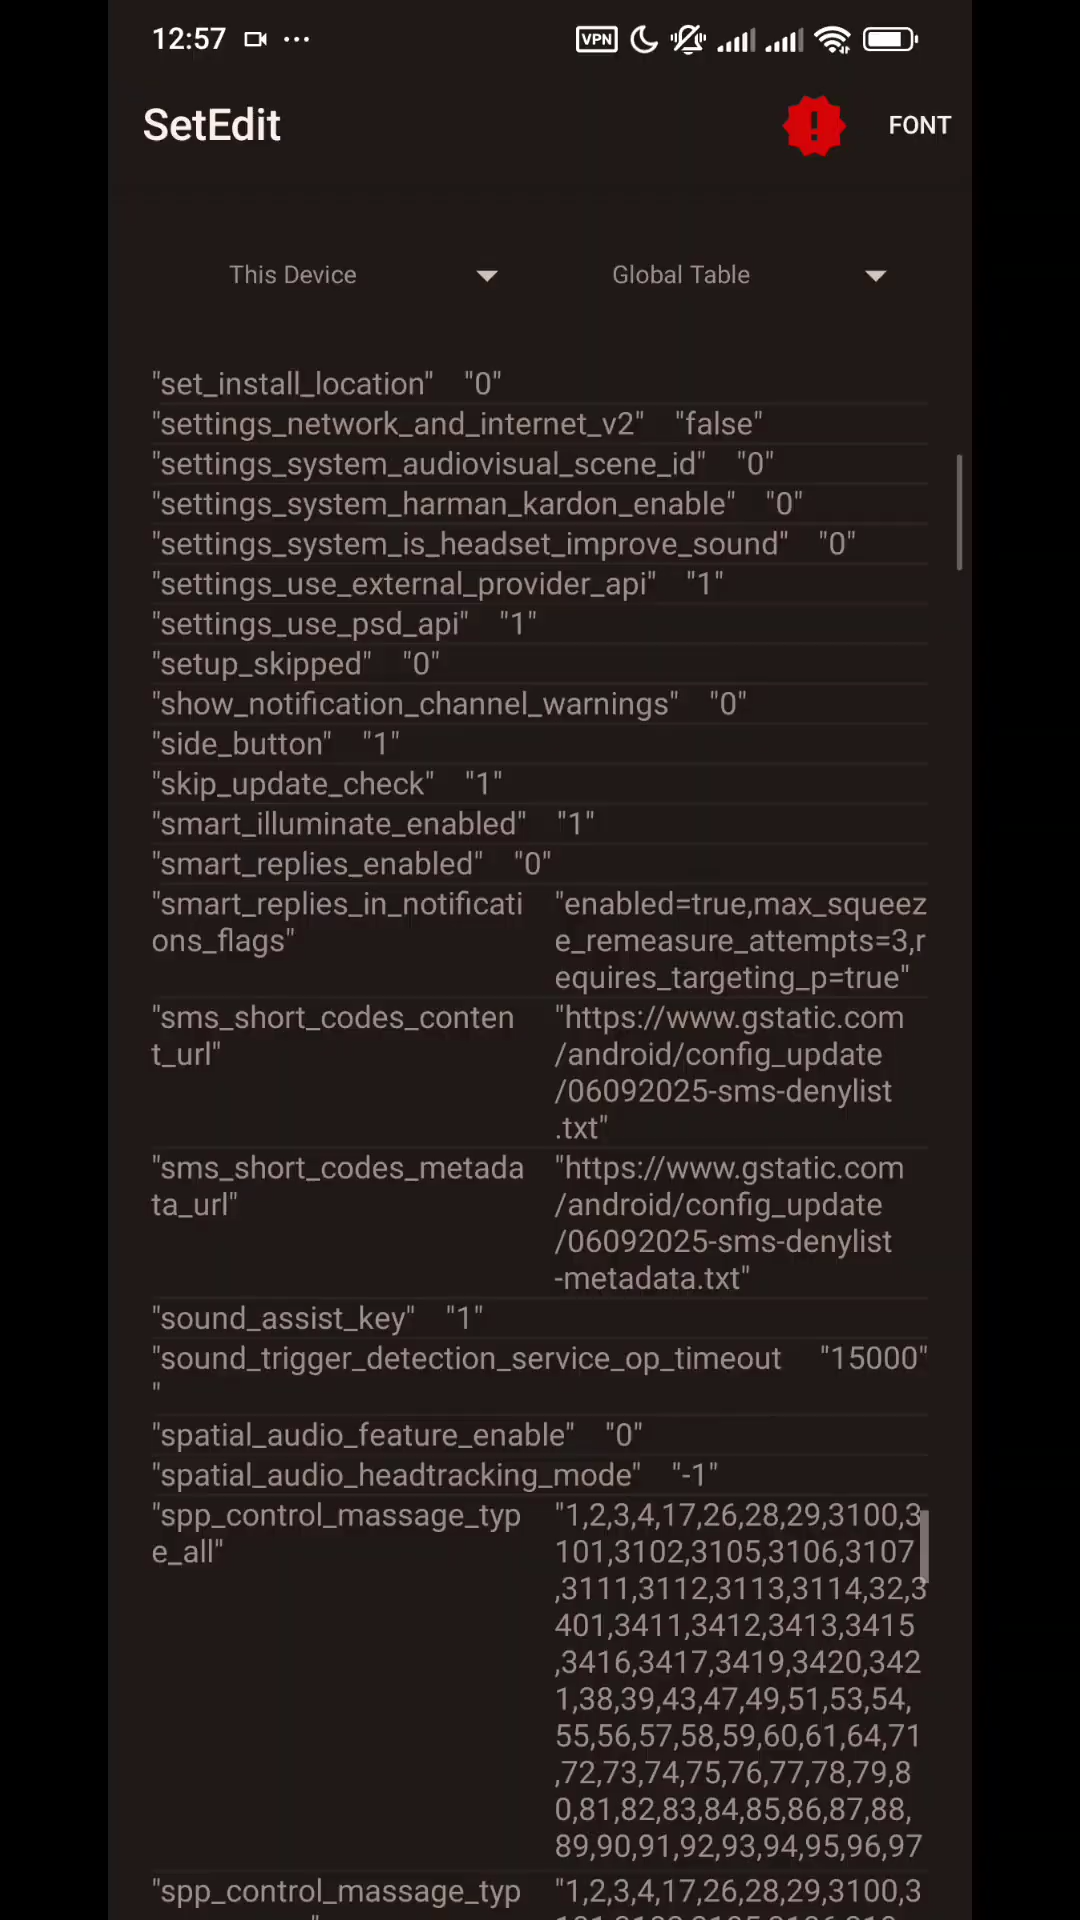 12:57 VPN
SetEdit FONT
This Device Global Table
"set_install_location" "0"
"settings_network_and_internet_v2" "false"
"settings_system_audiovisual_scene_id" "0"
"settings_system_harman_kardon_enable" "0"
"settings_system_is_headset_improve_sound" "0"
"settings_use_external_provider_api" "1"
"settings_use_psd_api" "1"
"setup_skipped" "0"
"show_notification_channel_warnings" "0"
"side_button" "1"
"skip_update_check" "1"
"smart_illuminate_enabled" "1"
"smart_replies_enabled" "0"
"smart_replies_in_notificati "enabled=true,max_squeez
ons_flags" e_remeasure_attempts=3,r
equires_targeting_p=true"
"sms_short_codes_conten "https://www.gstatic.com
t_url" /android/config_update
/06092025-sms-denylist
.txt"
"sms_short_codes_metada "https://www.gstatic.com
ta_url" /android/config_update
/06092025-sms-denylist
-metadata.txt"
"sound_assist_key" "1"
"sound_trigger_detection_service_op_timeout "15000"
"
"spatial_audio_feature_enable" "0"
"spatial_audio_headtracking_mode" "-1"
"spp_control_massage_typ "1,2,3,4,17,26,28,29,3100,3
e_all" 101,3102,3105,3106,3107
,3111,3112,3113,3114,32,3
401,3411,3412,3413,3415
,3416,3417,3419,3420,342
1,38,39,43,47,49,51,53,54,
55,56,57,58,59,60,61,64,71
,72,73,74,75,76,77,78,79,8
0,81,82,83,84,85,86,87,88,
89,90,91,92,93,94,95,96,97
"spp_control_massage_typ "1,2,3,4,17,26,28,29,3100,3